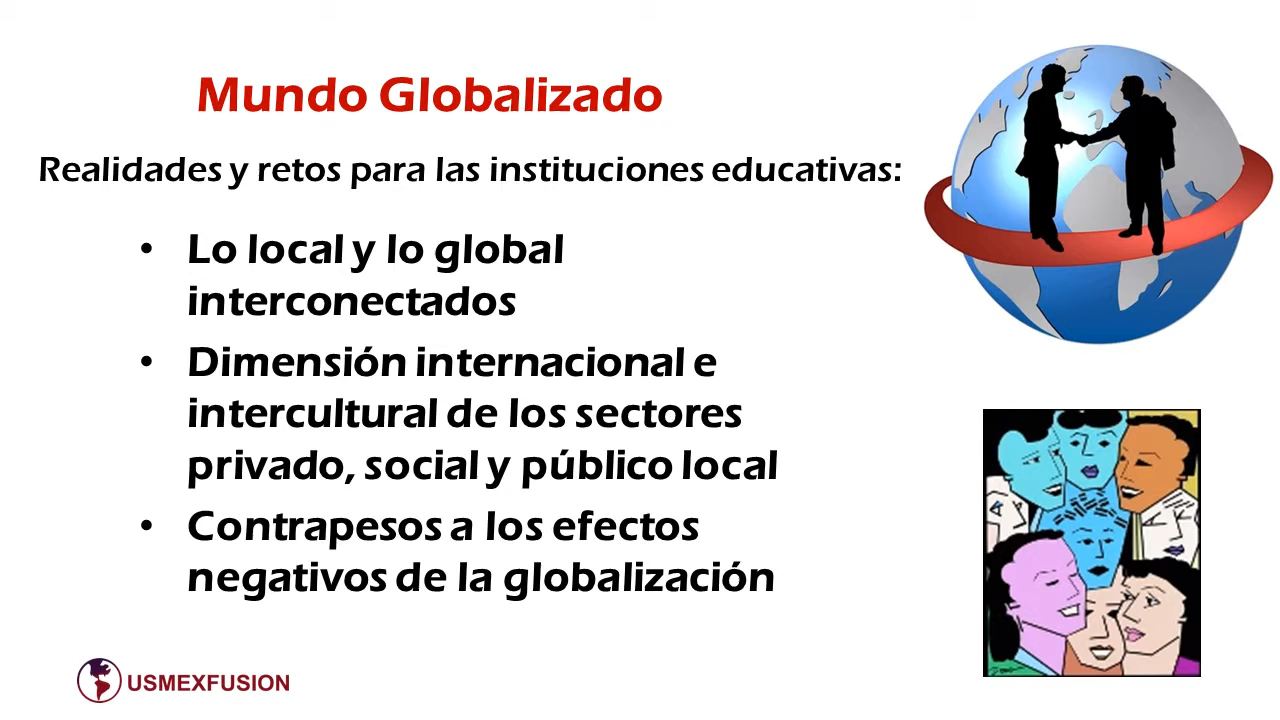 Mundo Globalizado
Realidades y retos para las instituciones educativas:
• Lo local y lo global
interconectados
• Dimensión internacional e
intercultural de los sectores
privado, social y público local
• Contrapesos a los efectos
negativos de la globalización
USMEXFUSION